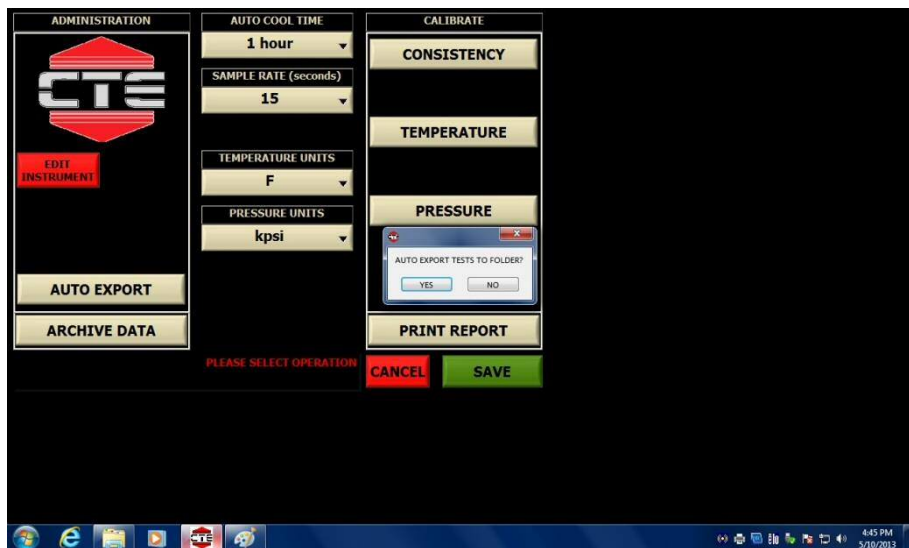 ADMINISTRATION
CTE
EDIT
INSTRUMENT
AUTO EXPORT
ARCHIVE DATA
AUTO COOL TIME
1 hour
SAMPLE RATE (seconds)
15
TEMPERATURE UNITS
F
PRESSURE UNITS
kpsi
PLEASE SELECT OPERATION
CALIBRATE
CONSISTENCY
TEMPERATURE
PRESSURE
AUTO EXPORT TESTS TO FOLDER?
YES NO
PRINT REPORT
CANCEL SAVE
CTE
4:45 PM
5/10/2013